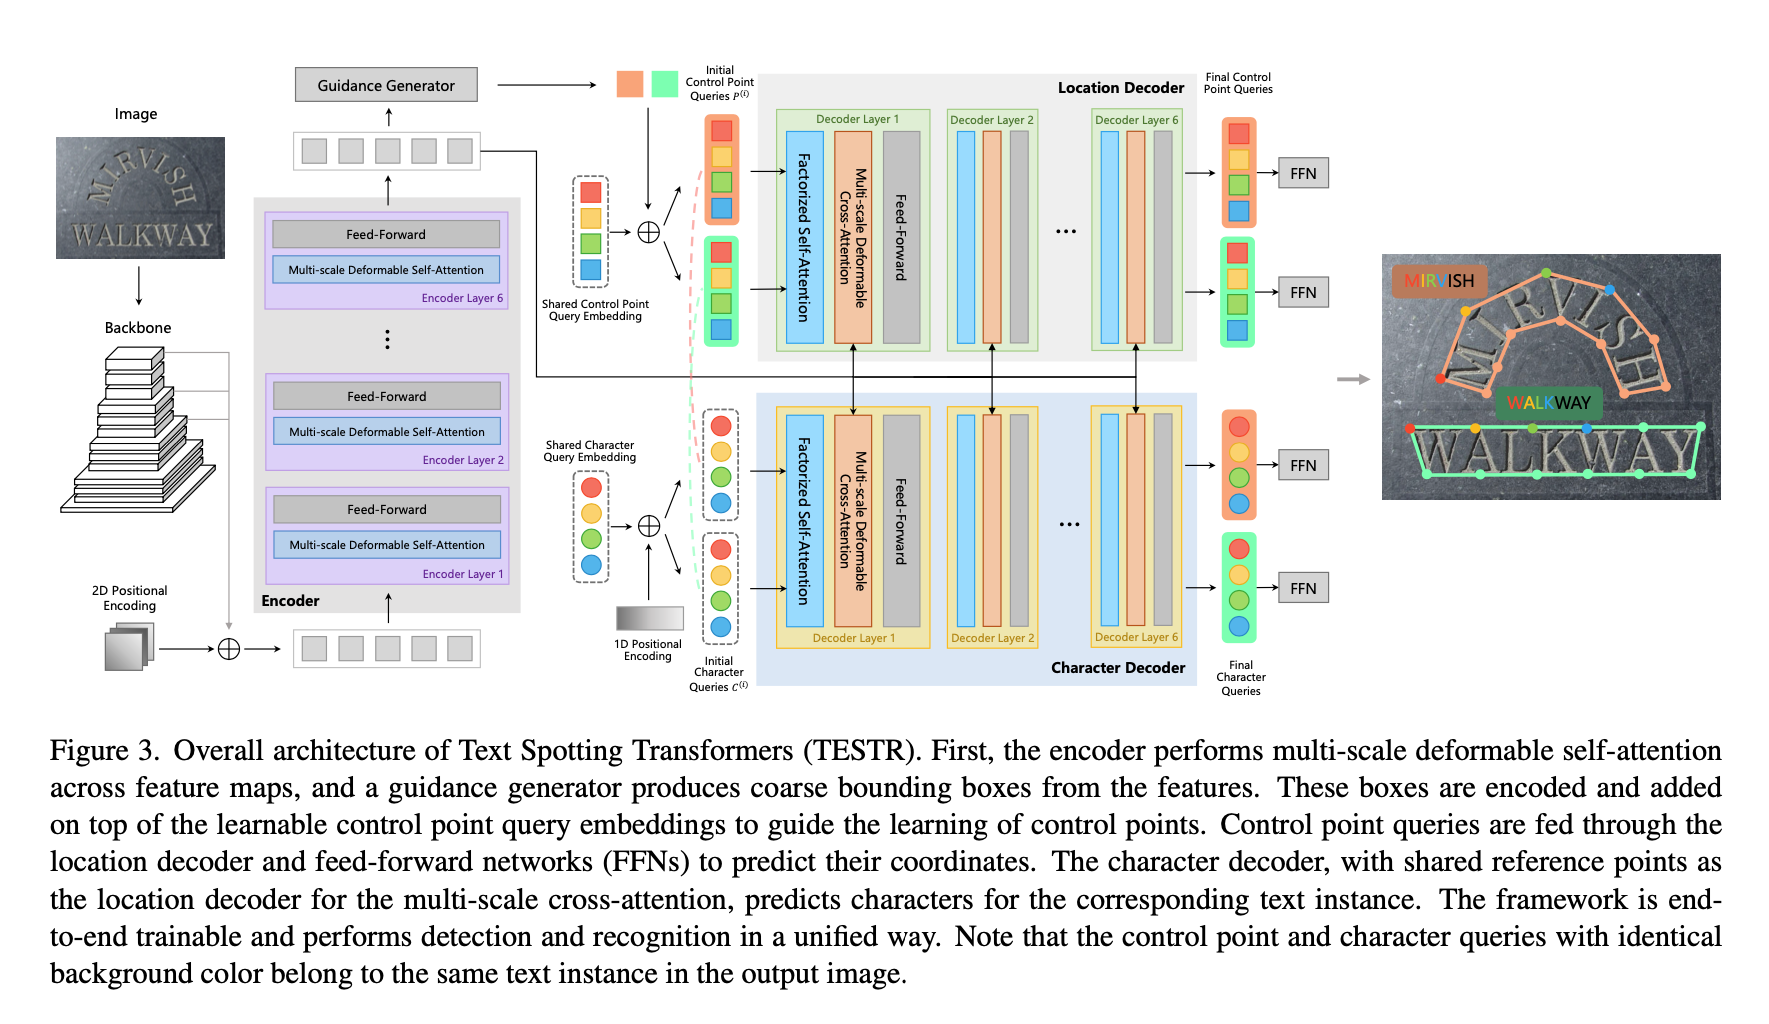 Image
MIRVISH
WALKWAY
Backbone
2D Positional
Encoding
Guidance Generator
Feed-Forward
Multi-scale Deformable Self-Attention
Encoder Layer 6
Feed-Forward
Multi-scale Deformable Self-Attention
Encoder Layer 2
Feed-Forward
Multi-scale Deformable Self-Attention
Encoder Layer 1
Encoder
Initial
Control Point
Queries P(i)
Shared Control Point
Query Embedding
Shared Character
Query Embedding
1D Positional
Encoding
Initial
Character
Queries C(i)
Location Decoder
Decoder Layer 1
Factorized Self-Attention
Multi-scale Deformable
Cross-Attention
Feed-Forward
Decoder Layer 2
...
Decoder Layer 6
Factorized Self-Attention
Multi-scale Deformable
Cross-Attention
Feed-Forward
Decoder Layer 1
Decoder Layer 2
...
Decoder Layer 6
Character Decoder
Final Control
Point Queries
FFN
FFN
FFN
FFN
Final
Character
Queries
MIRVISH
MIRVISH
WALKWAY
WALKWAY
Figure 3. Overall architecture of Text Spotting Transformers (TESTR). First, the encoder performs multi-scale deformable self-attention
across feature maps, and a guidance generator produces coarse bounding boxes from the features. These boxes are encoded and added
on top of the learnable control point query embeddings to guide the learning of control points. Control point queries are fed through the
location decoder and feed-forward networks (FFNs) to predict their coordinates. The character decoder, with shared reference points as
the location decoder for the multi-scale cross-attention, predicts characters for the corresponding text instance. The framework is end-
to-end trainable and performs detection and recognition in a unified way. Note that the control point and character queries with identical
background color belong to the same text instance in the output image.